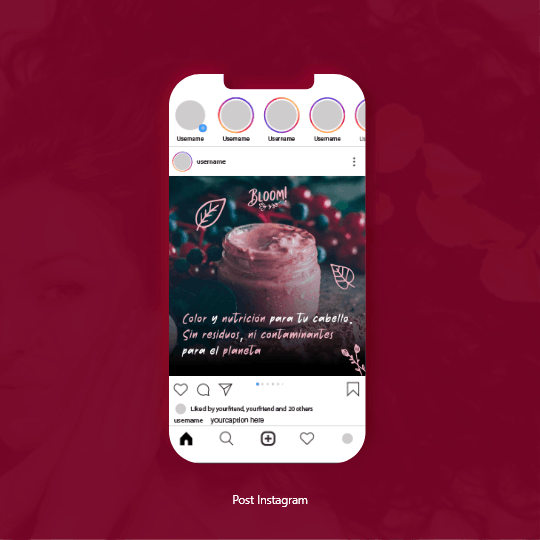 Username Username Username Username
username
BLOOM!
Color y nutrición para tu cabello.
Sin residuos, ni contaminantes
para el planeta
Liked by yourfriend, yourfriend and 20 others
username yourcaption here
Post Instagram